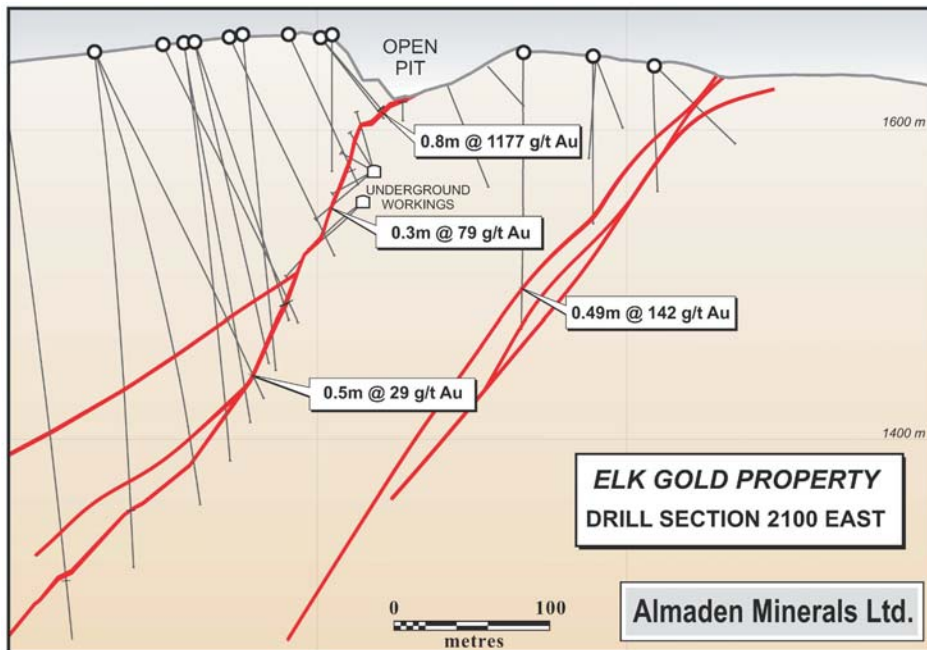 OPEN
PIT
1600 m
0.8m @ 1177 g/t Au
UNDERGROUND
WORKINGS
0.3m @ 79 g/t Au
0.49m @ 142 g/t Au
0.5m @ 29 g/t Au
1400 m
ELK GOLD PROPERTY
DRILL SECTION 2100 EAST
0 100
metres
Almaden Minerals Ltd.